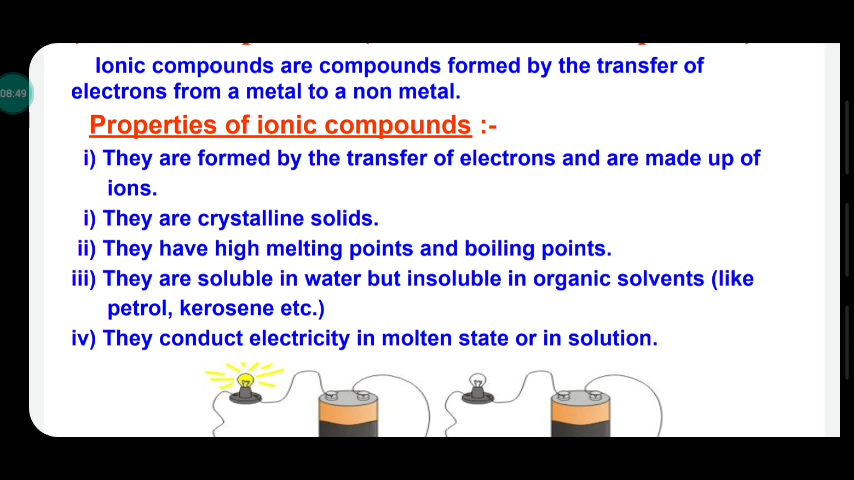 Ionic compounds are compounds formed by the transfer of
electrons from a metal to a non metal.
08:49
Properties of ionic compounds :-
i) They are formed by the transfer of electrons and are made up of
ions.
i) They are crystalline solids.
ii) They have high melting points and boiling points.
iii) They are soluble in water but insoluble in organic solvents (like
petrol, kerosene etc.)
iv) They conduct electricity in molten state or in solution.